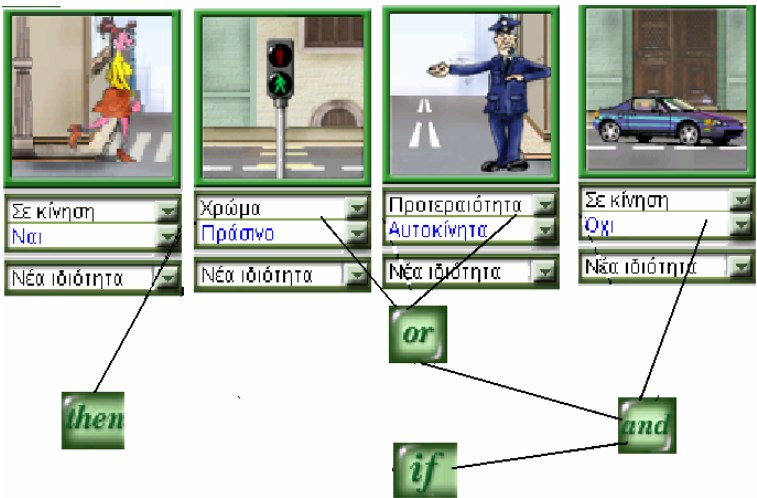 Σε κίνηση
Ναι
Νέα ιδιότητα
Χρώμα
Πράσινο
Νέα ιδιότητα
Προτεραιότητα
Αυτοκίνητα
Νέα ιδιότητα
Σε κίνηση
Όχι
Νέα ιδιότητα
or
then
and
if